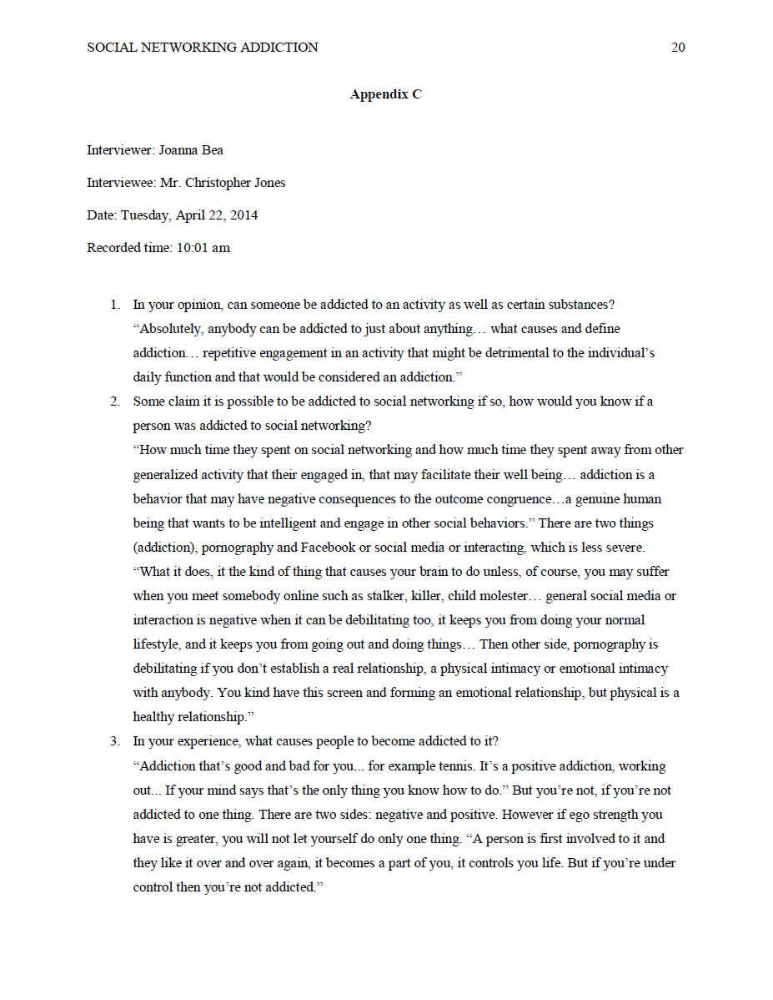 SOCIAL NETWORKING ADDICTION 20
Appendix C
Interviewer: Joanna Bea
Interviewee: Mr. Christopher Jones
Date: Tuesday, April 22, 2014
Recorded time: 10:01 am
1. In your opinion, can someone be addicted to an activity as well as certain substances?
“Absolutely, anybody can be addicted to just about anything… what causes and define
addiction… repetitive engagement in an activity that might be detrimental to the individual’s
daily function and that would be considered an addiction.”
2. Some claim it is possible to be addicted to social networking if so, how would you know if a
person was addicted to social networking?
“How much time they spent on social networking and how much time they spent away from other
generalized activity that their engaged in, that may facilitate their well being… addiction is a
behavior that may have negative consequences to the outcome congruence…a genuine human
being that wants to be intelligent and engage in other social behaviors.” There are two things
(addiction), pornography and Facebook or social media or interacting, which is less severe.
“What it does, it the kind of thing that causes your brain to do unless, of course, you may suffer
when you meet somebody online such as stalker, killer, child molester… general social media or
interaction is negative when it can be debilitating too, it keeps you from doing your normal
lifestyle, and it keeps you from going out and doing things… Then other side, pornography is
debilitating if you don’t establish a real relationship, a physical intimacy or emotional intimacy
with anybody. You kind have this screen and forming an emotional relationship, but physical is a
healthy relationship.”
3. In your experience, what causes people to become addicted to it?
“Addiction that’s good and bad for you... for example tennis. It’s a positive addiction, working
out... If your mind says that’s the only thing you know how to do.” But you’re not, if you’re not
addicted to one thing. There are two sides: negative and positive. However if ego strength you
have is greater, you will not let yourself do only one thing. “A person is first involved to it and
they like it over and over again, it becomes a part of you, it controls you life. But if you’re under
control then you’re not addicted.”